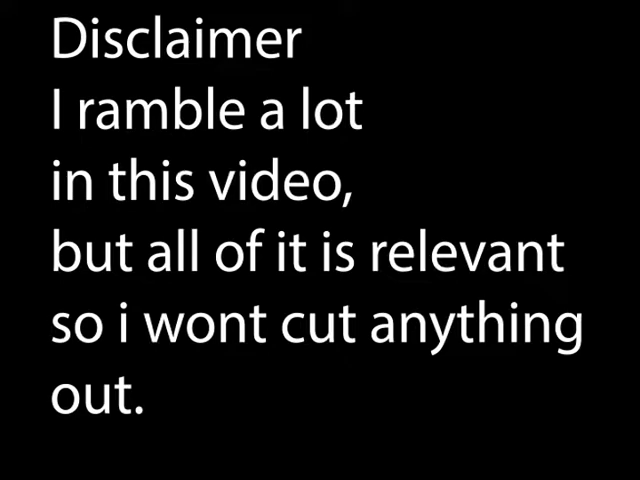 Disclaimer
I ramble a lot
in this video,
but all of it is relevant
so i wont cut anything
out.